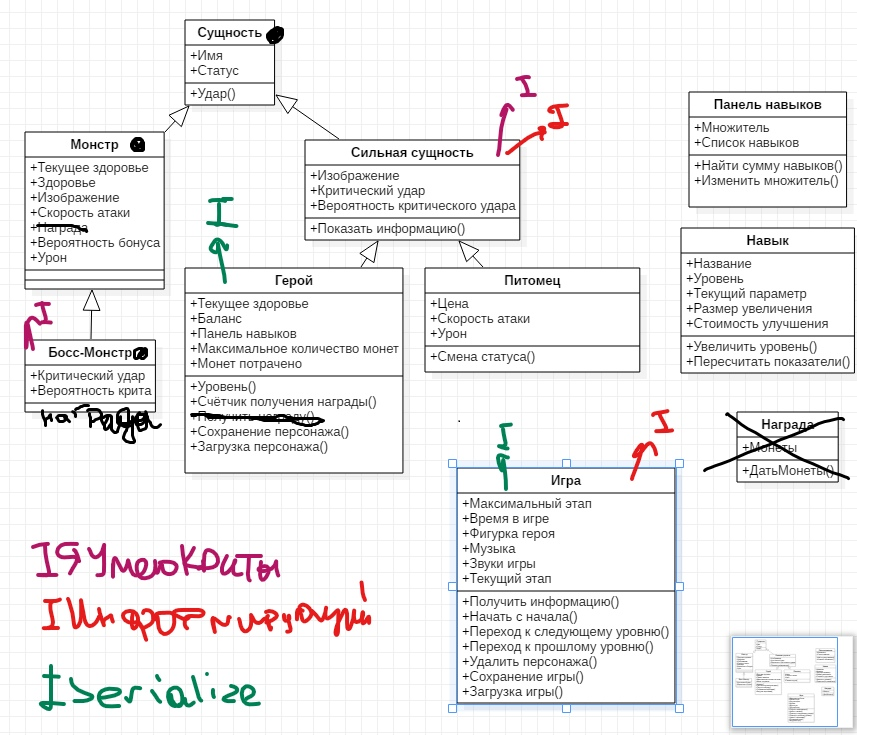 Сущность
+Имя
+Статус
+Удар()
I
I
Монстр
+Текущее здоровье
+Здоровье
+Изображение
+Скорость атаки
+Награда
+Вероятность бонуса
+Урон
Сильная сущность
+Изображение
+Критический удар
+Вероятность критического удара
+Показать информацию()
Панель навыков
+Множитель
+Список навыков
+Найти сумму навыков()
+Изменить множитель()
I
Герой
+Текущее здоровье
+Баланс
+Панель навыков
+Максимальное количество монет
+Монет потрачено
+Уровень()
+Счётчик получения награды()
+Получить награду()
+Сохранение персонажа()
+Загрузка персонажа()
Питомец
+Цена
+Скорость атаки
+Урон
+Смена статуса()
Навык
+Название
+Уровень
+Текущий параметр
+Размер увеличения
+Стоимость улучшения
+Увеличить уровень()
+Пересчитать показатели()
I
Босс-Монстр
+Критический удар
+Вероятность крита
награда
Награда
+Монеты
+ДатьМонеты()
I
I
Игра
+Максимальный этап
+Время в игре
+Фигурка героя
+Музыка
+Звуки игры
+Текущий этап
+Получить информацию()
+Начать с начала()
+Переход к следующему уровню()
+Переход к прошлому уровню()
+Удалить персонажа()
+Сохранение игры()
+Загрузка игры()
IЯУмеюКриты
IИнформирующий
ISerialize